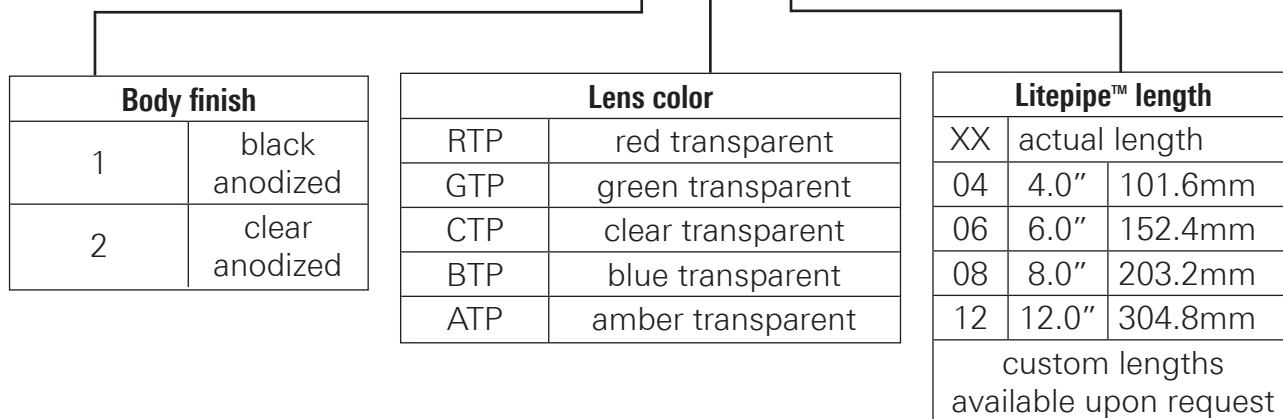 Body finish
1 black
anodized
2 clear
anodized
Lens color
RTP red transparent
GTP green transparent
CTP clear transparent
BTP blue transparent
ATP amber transparent
Litepipe™ length
XX actual length
04 4.0″ 101.6mm
06 6.0″ 152.4mm
08 8.0″ 203.2mm
12 12.0″ 304.8mm
custom lengths
available upon request